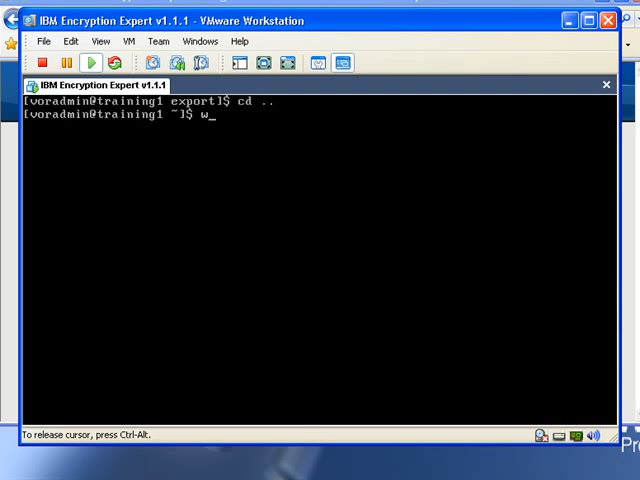 IBM Encryption Expert v1.1.1 - VMware Workstation
File Edit View VM Team Windows Help
IBM Encryption Expert v1.1.1
[voradmin@training1 export]$ cd ..
[voradmin@training1 ~]$ w_
To release cursor, press Ctrl-Alt.
Pr